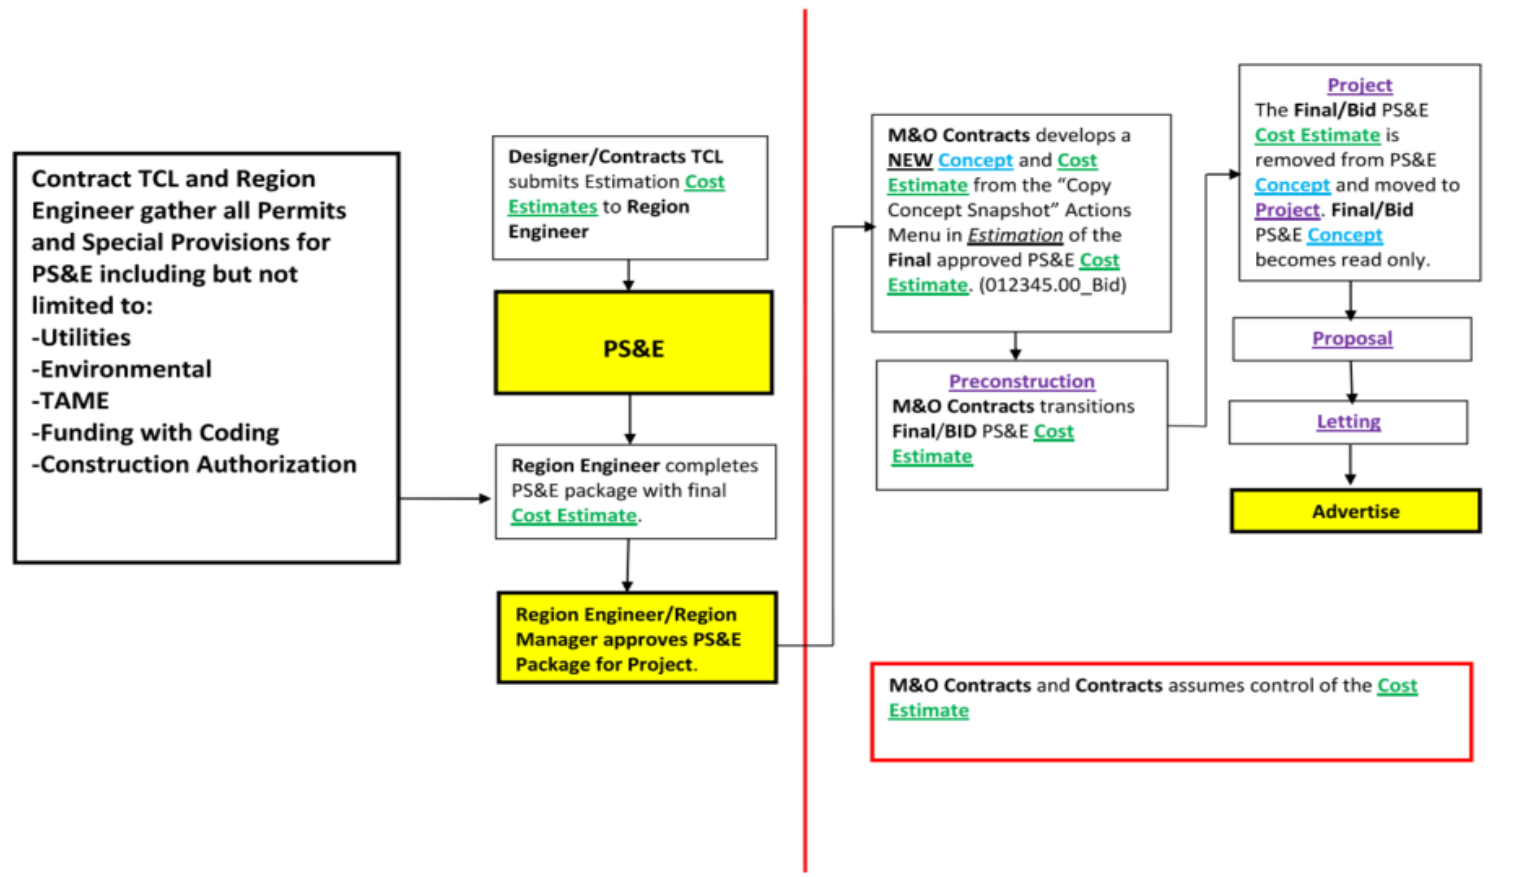 Contract TCL and Region
Engineer gather all Permits
and Special Provisions for
PS&E including but not
limited to:
-Utilities
-Environmental
-TAME
-Funding with Coding
-Construction Authorization
Designer/Contracts TCL
submits Estimation Cost
Estimates to Region
Engineer
PS&E
Region Engineer completes
PS&E package with final
Cost Estimate.
Region Engineer/Region
Manager approves PS&E
Package for Project.
M&O Contracts develops a
NEW Concept and Cost
Estimate from the “Copy
Concept Snapshot” Actions
Menu in Estimation of the
Final approved PS&E Cost
Estimate. (012345.00_Bid)
Preconstruction
M&O Contracts transitions
Final/BID PS&E Cost
Estimate
Project
The Final/Bid PS&E
Cost Estimate is
removed from PS&E
Concept and moved to
Project. Final/Bid
PS&E Concept
becomes read only.
Proposal
Letting
Advertise
M&O Contracts and Contracts assumes control of the Cost
Estimate